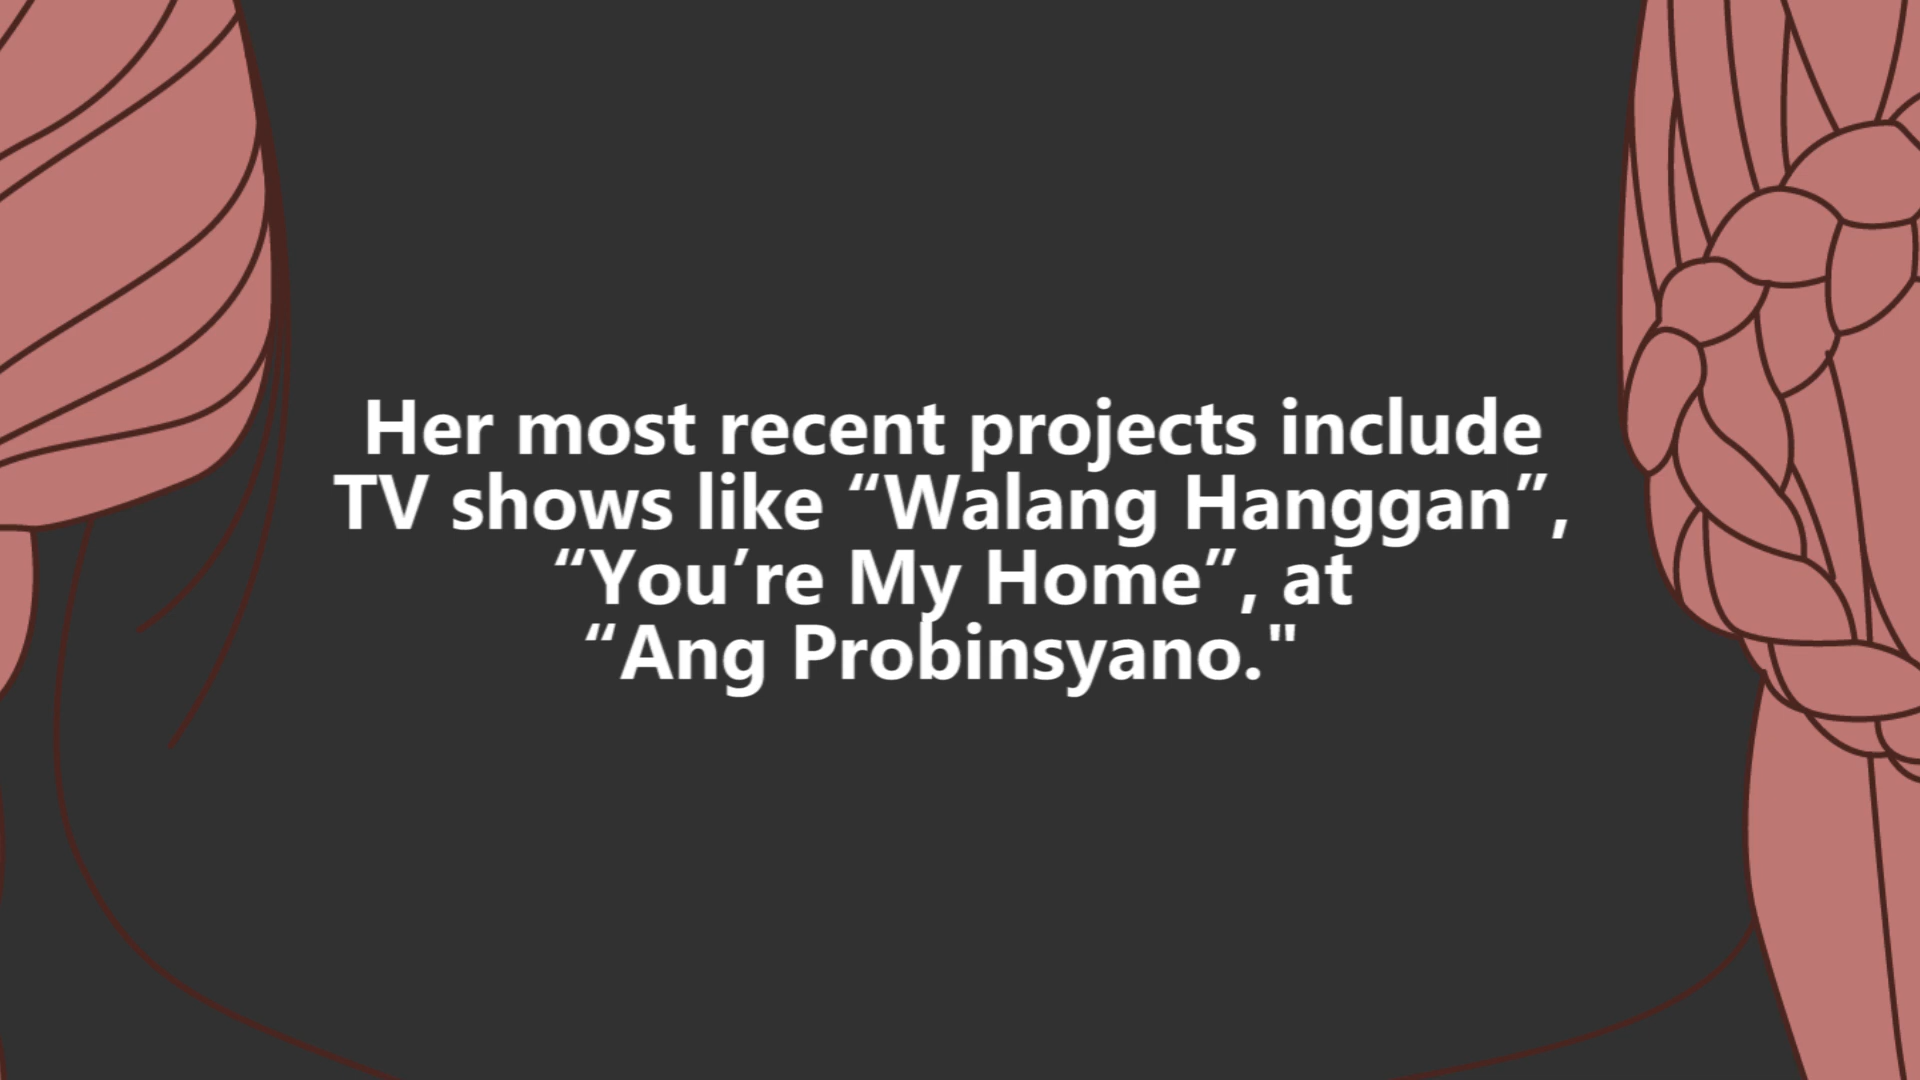 Her most recent projects include
TV shows like “Walang Hanggan”,
“You’re My Home”, at
“Ang Probinsyano."